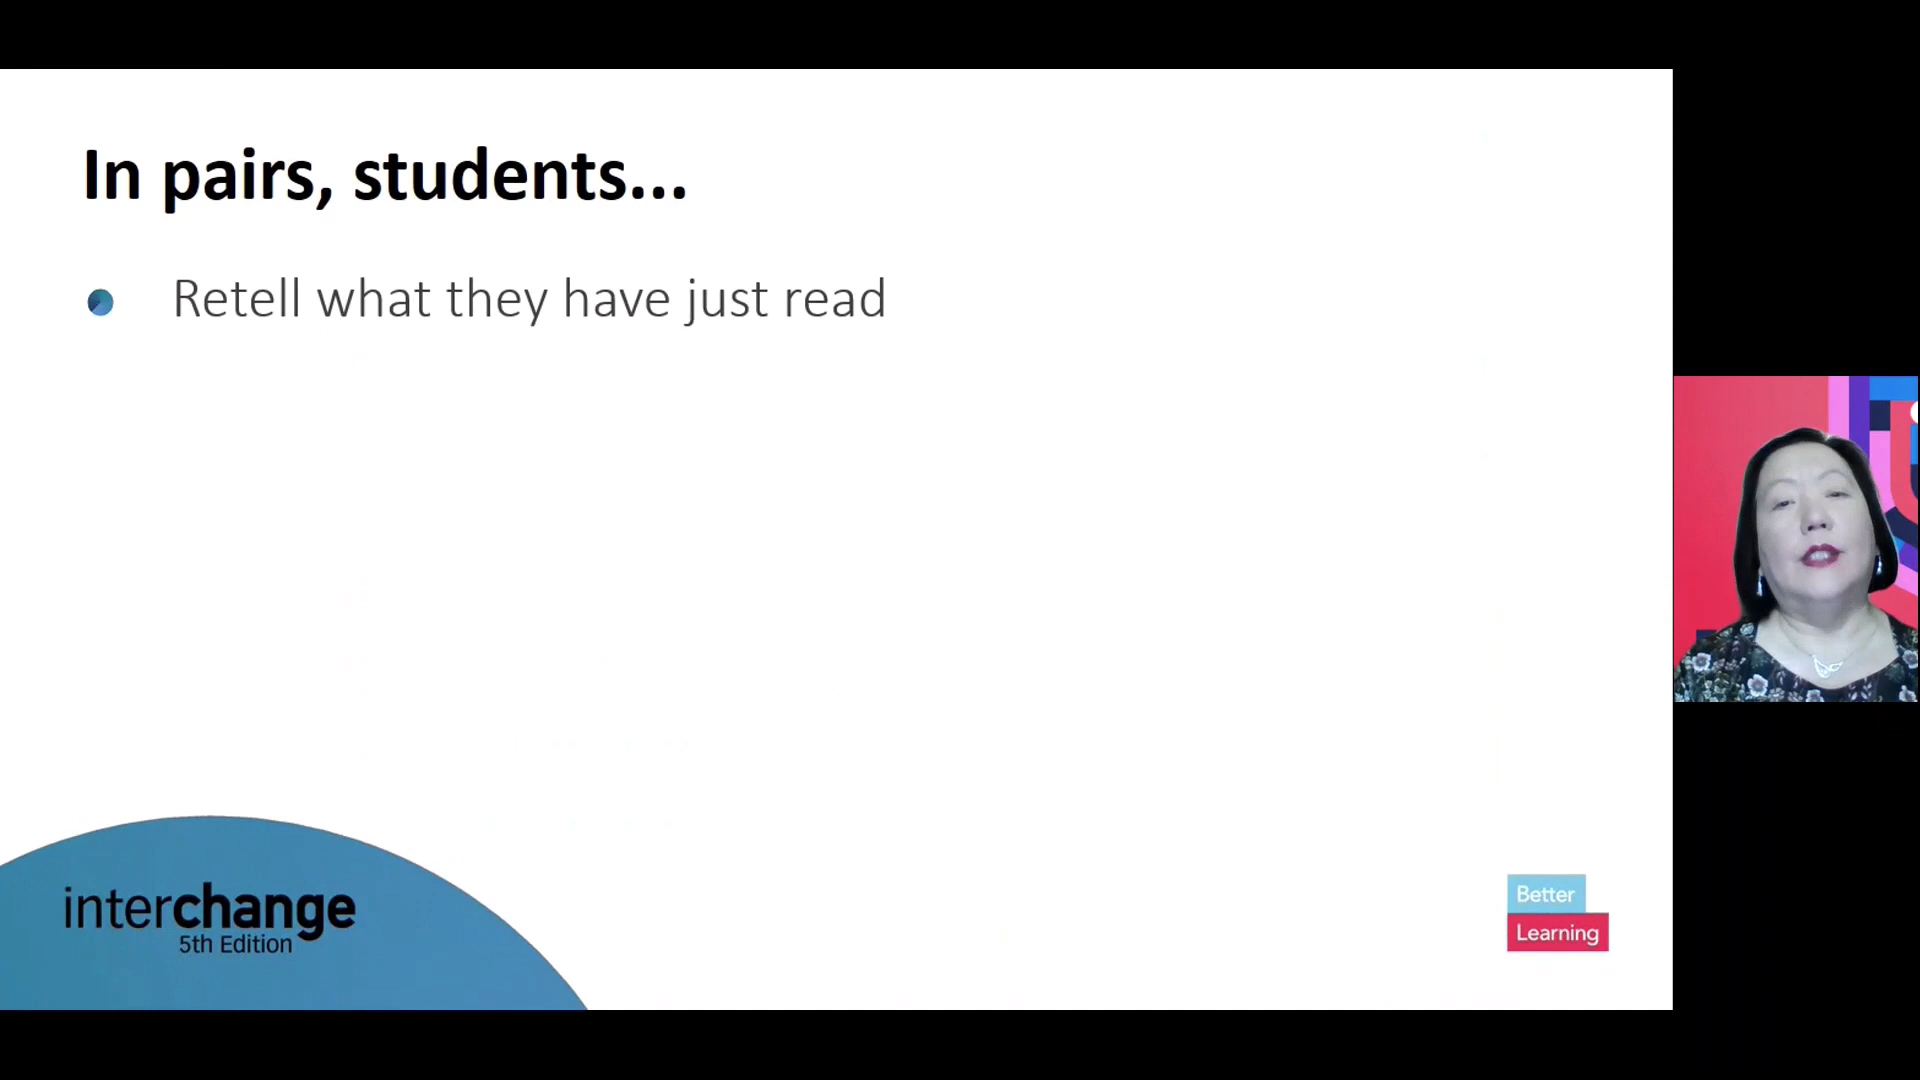 In pairs, students...
Retell what they have just read
interchange
5th Edition
Better
Learning